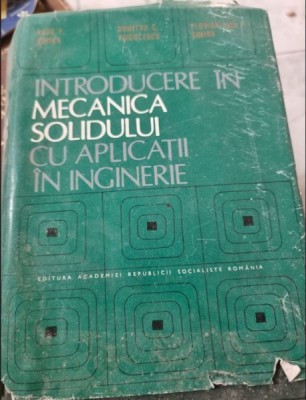 INTRODUCERE ÎN
MECANICA
SOLIDULUI
CU APLICAȚII
ÎN INGINERIE
EDITURA ACADEMIEI REPUBLICII SOCIALISTE ROMÂNIA